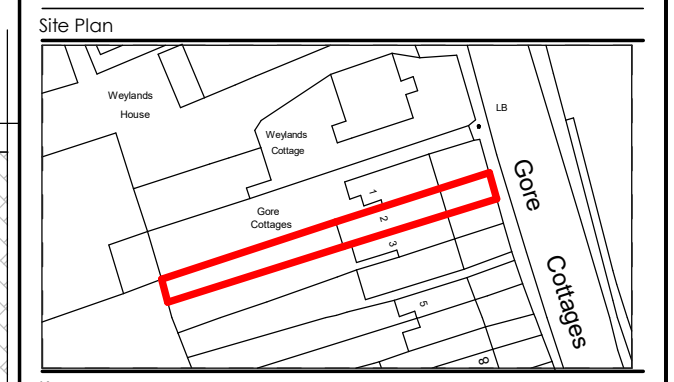 Site Plan
Weylands
House
LB
Weylands
Cottage
Gore
Cottages
1
2
3
Gore
Cottages
5
8